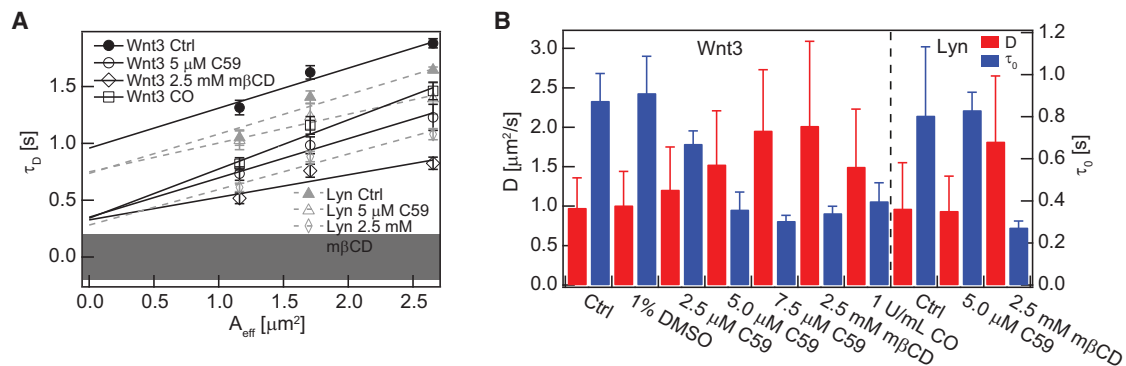 A
Wnt3 Ctrl
Wnt3 5 μM C59
Wnt3 2.5 mM mβCD
Wnt3 CO
1.5
1.0
0.5
0.0
τD [s]
Lyn Ctrl
Lyn 5 μM C59
Lyn 2.5 mM
mβCD
0.0 0.5 1.0 1.5 2.0 2.5
Aeff [μm²]
B
Wnt3
Lyn
D
τ0
3.0
2.5
2.0
1.5
1.0
0.5
0.0
D [μm²/s]
1.2
1.0
0.8
0.6
0.4
0.2
0.0
τ0 [s]
Ctrl
1% DMSO
2.5 μM C59
5.0 μM C59
7.5 μM C59
2.5 mM mβCD
1 U/mL CO
Ctrl
5.0 μM C59
2.5 mM mβCD